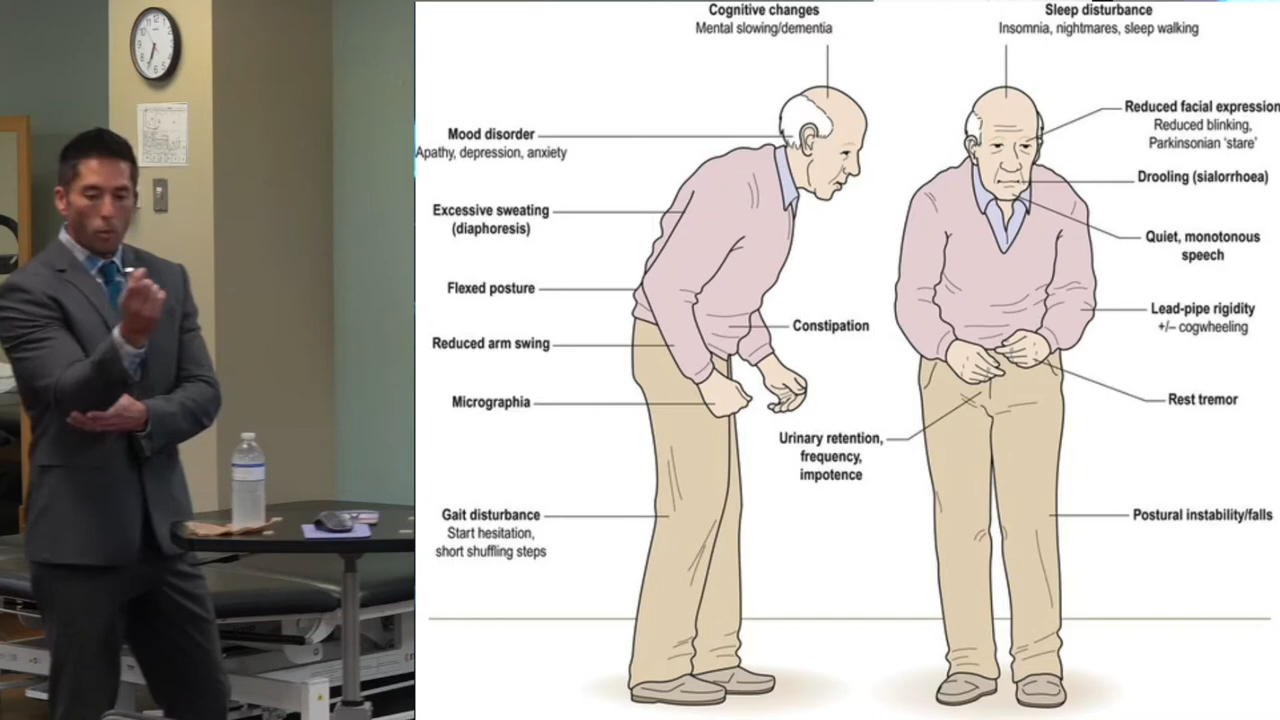 Cognitive changes
Mental slowing/dementia
Sleep disturbance
Insomnia, nightmares, sleep walking
Mood disorder
Apathy, depression, anxiety
Excessive sweating
(diaphoresis)
Flexed posture
Reduced arm swing
Micrographia
Gait disturbance
Start hesitation,
short shuffling steps
Constipation
Urinary retention,
frequency,
impotence
Reduced facial expression
Reduced blinking,
Parkinsonian ‘stare’
Drooling (sialorrhoea)
Quiet, monotonous
speech
Lead-pipe rigidity
+/– cogwheeling
Rest tremor
Postural instability/falls